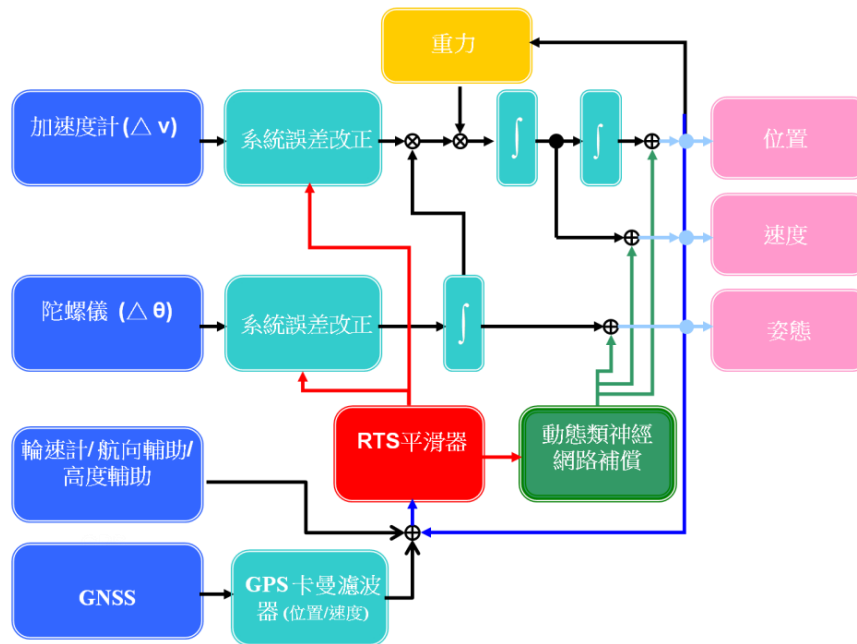 重力
加速度計(△ v)
系統誤差改正
∫
∫
位置
速度
陀螺儀 (△ θ)
系統誤差改正
∫
姿態
輪速計/ 航向輔助/
高度輔助
RTS平滑器
動態類神經
網路補償
GNSS
GPS 卡曼濾波
器 (位置/速度)